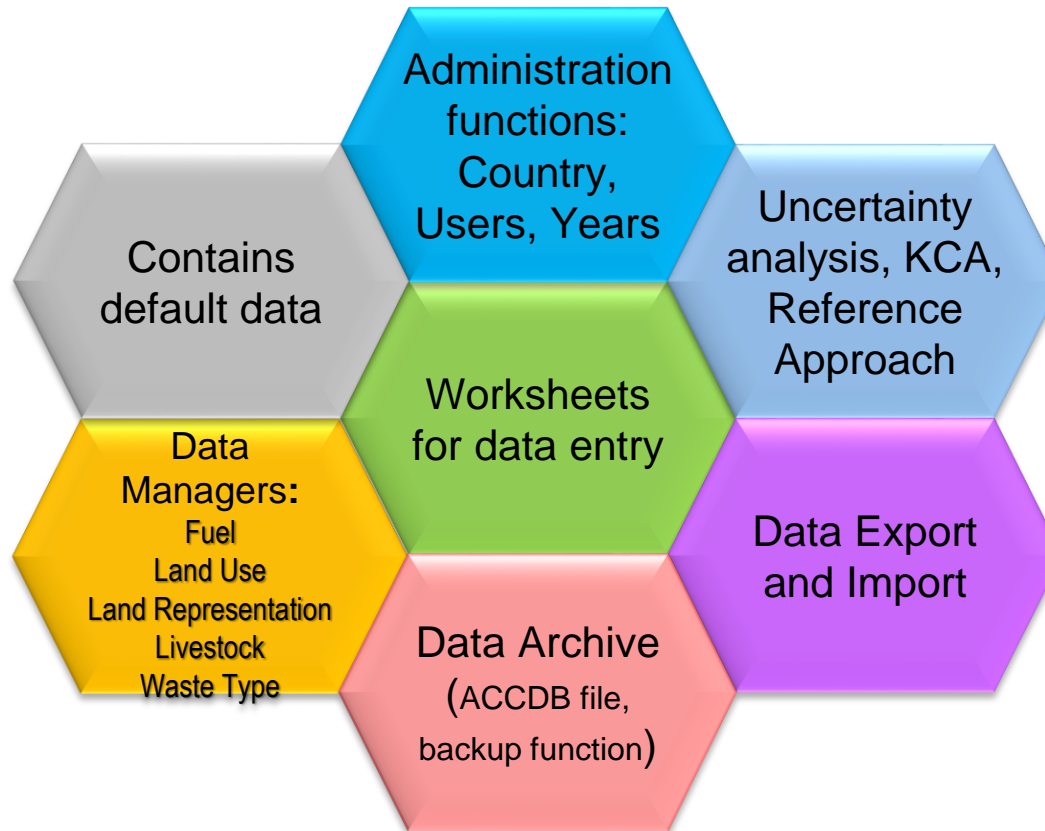 Administration
functions:
Country,
Users, Years
Contains
default data
Uncertainty
analysis, KCA,
Reference
Approach
Worksheets
for data entry
Data
Managers:
Fuel
Land Use
Land Representation
Livestock
Waste Type
Data Export
and Import
Data Archive
(ACCDB file,
backup function)